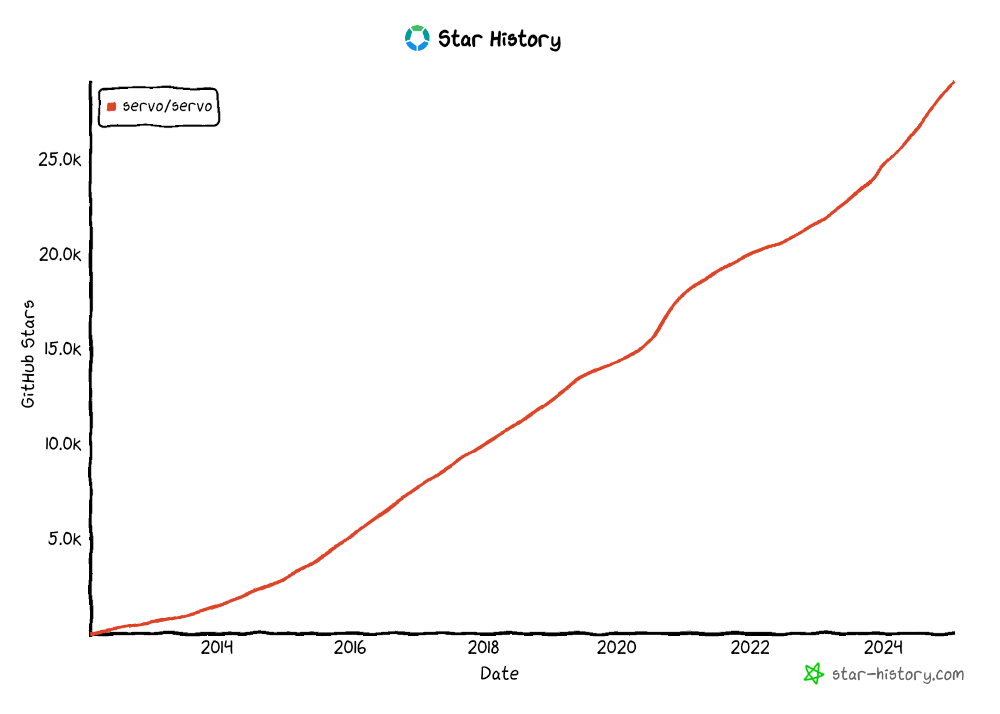 Star History
servo/servo
25.0k
20.0k
15.0k
10.0k
5.0k
GitHub Stars
2014 2016 2018 2020 2022 2024
Date
star-history.com